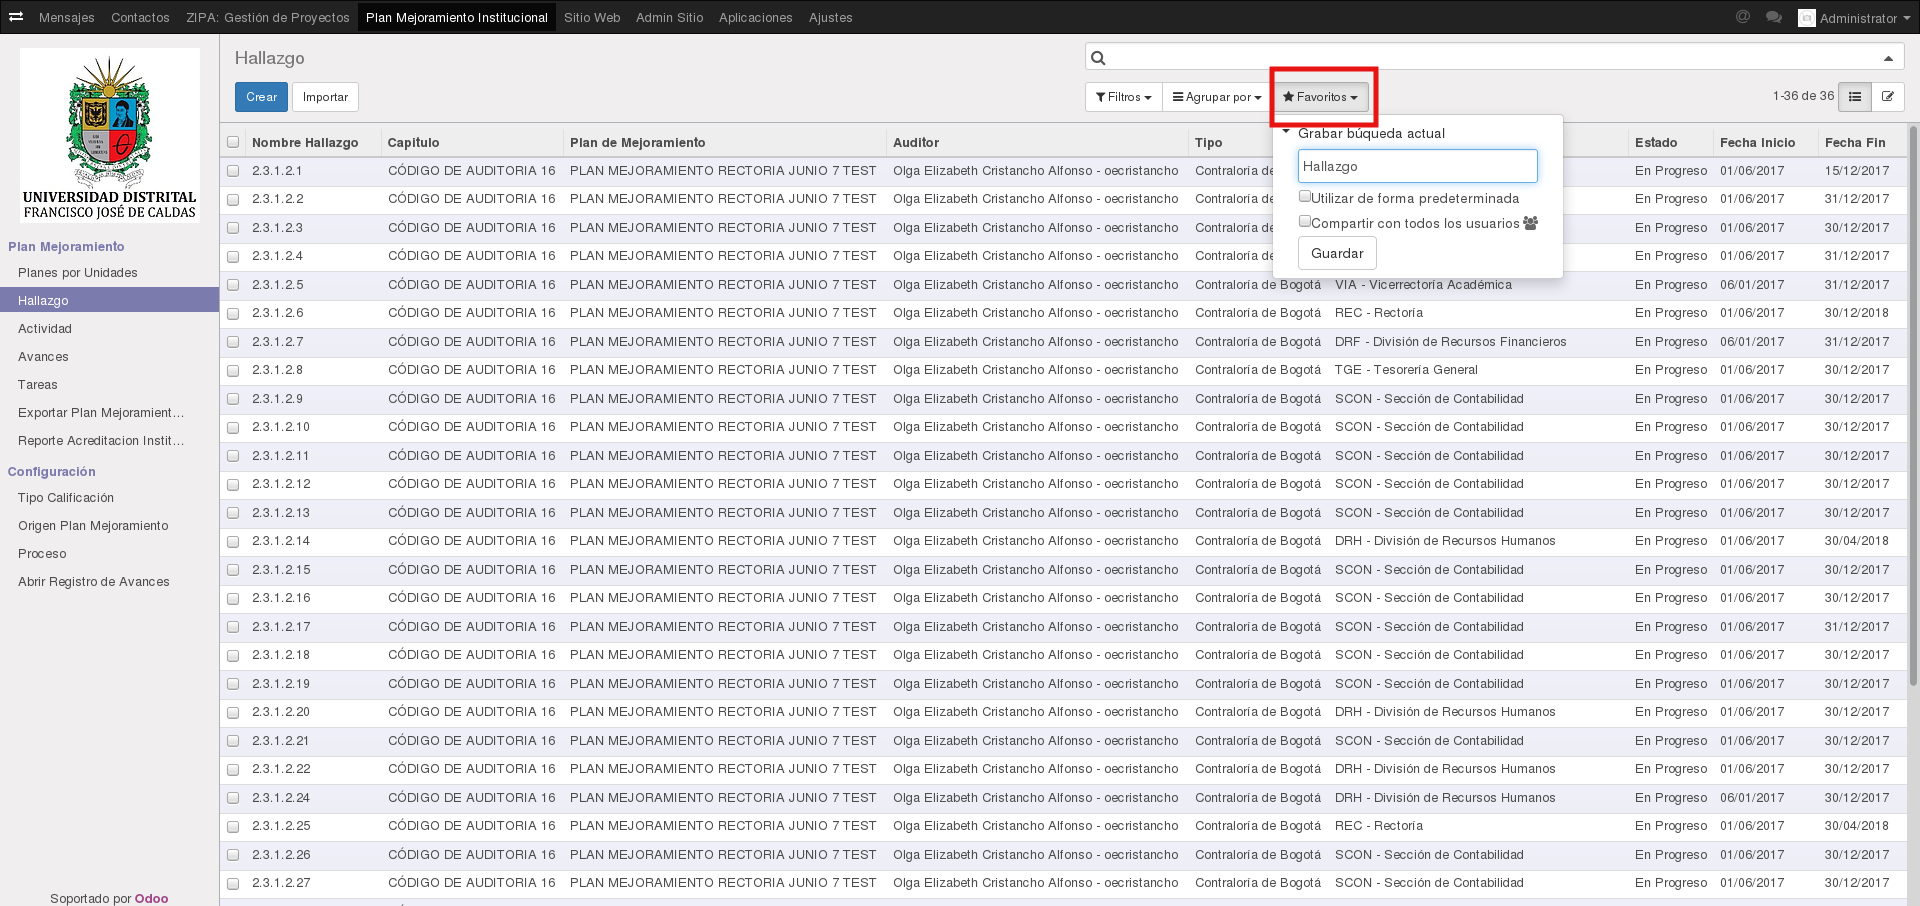 Mensajes Contactos ZIPA: Gestión de Proyectos Plan Mejoramiento Institucional Sitio Web Admin Sitio Aplicaciones Ajustes @ Administrator
UNIVERSIDAD DISTRITAL
FRANCISCO JOSÉ DE CALDAS
Plan Mejoramiento
Planes por Unidades
Hallazgo
Actividad
Avances
Tareas
Exportar Plan Mejoramient...
Reporte Acreditacion Instit...
Configuración
Tipo Calificación
Origen Plan Mejoramiento
Proceso
Abrir Registro de Avances
Soportado por Odoo
Hallazgo
Crear Importar
Filtros Agrupar por Favoritos 1-36 de 36
Grabar búqueda actual
Hallazgo
Utilizar de forma predeterminada
Compartir con todos los usuarios
Guardar
Nombre Hallazgo Capitulo Plan de Mejoramiento Auditor Tipo Estado Fecha Inicio Fecha Fin
2.3.1.2.1 CÓDIGO DE AUDITORIA 16 PLAN MEJORAMIENTO RECTORIA JUNIO 7 TEST Olga Elizabeth Cristancho Alfonso - oecristancho Contraloría de En Progreso 01/06/2017 15/12/2017
2.3.1.2.2 CÓDIGO DE AUDITORIA 16 PLAN MEJORAMIENTO RECTORIA JUNIO 7 TEST Olga Elizabeth Cristancho Alfonso - oecristancho Contraloría de En Progreso 01/06/2017 31/12/2017
2.3.1.2.3 CÓDIGO DE AUDITORIA 16 PLAN MEJORAMIENTO RECTORIA JUNIO 7 TEST Olga Elizabeth Cristancho Alfonso - oecristancho Contraloría de En Progreso 01/06/2017 30/12/2017
2.3.1.2.4 CÓDIGO DE AUDITORIA 16 PLAN MEJORAMIENTO RECTORIA JUNIO 7 TEST Olga Elizabeth Cristancho Alfonso - oecristancho Contraloría de En Progreso 01/06/2017 31/12/2017
2.3.1.2.5 CÓDIGO DE AUDITORIA 16 PLAN MEJORAMIENTO RECTORIA JUNIO 7 TEST Olga Elizabeth Cristancho Alfonso - oecristancho Contraloría de Bogotá VIA - Vicerrectoría Académica En Progreso 06/01/2017 31/12/2017
2.3.1.2.6 CÓDIGO DE AUDITORIA 16 PLAN MEJORAMIENTO RECTORIA JUNIO 7 TEST Olga Elizabeth Cristancho Alfonso - oecristancho Contraloría de Bogotá REC - Rectoría En Progreso 01/06/2017 30/12/2018
2.3.1.2.7 CÓDIGO DE AUDITORIA 16 PLAN MEJORAMIENTO RECTORIA JUNIO 7 TEST Olga Elizabeth Cristancho Alfonso - oecristancho Contraloría de Bogotá DRF - División de Recursos Financieros En Progreso 06/01/2017 31/12/2017
2.3.1.2.8 CÓDIGO DE AUDITORIA 16 PLAN MEJORAMIENTO RECTORIA JUNIO 7 TEST Olga Elizabeth Cristancho Alfonso - oecristancho Contraloría de Bogotá TGE - Tesorería General En Progreso 01/06/2017 30/12/2017
2.3.1.2.9 CÓDIGO DE AUDITORIA 16 PLAN MEJORAMIENTO RECTORIA JUNIO 7 TEST Olga Elizabeth Cristancho Alfonso - oecristancho Contraloría de Bogotá SCON - Sección de Contabilidad En Progreso 01/06/2017 30/12/2017
2.3.1.2.10 CÓDIGO DE AUDITORIA 16 PLAN MEJORAMIENTO RECTORIA JUNIO 7 TEST Olga Elizabeth Cristancho Alfonso - oecristancho Contraloría de Bogotá SCON - Sección de Contabilidad En Progreso 01/06/2017 30/12/2017
2.3.1.2.11 CÓDIGO DE AUDITORIA 16 PLAN MEJORAMIENTO RECTORIA JUNIO 7 TEST Olga Elizabeth Cristancho Alfonso - oecristancho Contraloría de Bogotá SCON - Sección de Contabilidad En Progreso 01/06/2017 30/12/2017
2.3.1.2.12 CÓDIGO DE AUDITORIA 16 PLAN MEJORAMIENTO RECTORIA JUNIO 7 TEST Olga Elizabeth Cristancho Alfonso - oecristancho Contraloría de Bogotá SCON - Sección de Contabilidad En Progreso 01/06/2017 30/12/2017
2.3.1.2.13 CÓDIGO DE AUDITORIA 16 PLAN MEJORAMIENTO RECTORIA JUNIO 7 TEST Olga Elizabeth Cristancho Alfonso - oecristancho Contraloría de Bogotá SCON - Sección de Contabilidad En Progreso 01/06/2017 30/12/2017
2.3.1.2.14 CÓDIGO DE AUDITORIA 16 PLAN MEJORAMIENTO RECTORIA JUNIO 7 TEST Olga Elizabeth Cristancho Alfonso - oecristancho Contraloría de Bogotá DRH - División de Recursos Humanos En Progreso 01/06/2017 30/04/2018
2.3.1.2.15 CÓDIGO DE AUDITORIA 16 PLAN MEJORAMIENTO RECTORIA JUNIO 7 TEST Olga Elizabeth Cristancho Alfonso - oecristancho Contraloría de Bogotá SCON - Sección de Contabilidad En Progreso 01/06/2017 30/12/2017
2.3.1.2.16 CÓDIGO DE AUDITORIA 16 PLAN MEJORAMIENTO RECTORIA JUNIO 7 TEST Olga Elizabeth Cristancho Alfonso - oecristancho Contraloría de Bogotá SCON - Sección de Contabilidad En Progreso 01/06/2017 30/12/2017
2.3.1.2.17 CÓDIGO DE AUDITORIA 16 PLAN MEJORAMIENTO RECTORIA JUNIO 7 TEST Olga Elizabeth Cristancho Alfonso - oecristancho Contraloría de Bogotá SCON - Sección de Contabilidad En Progreso 01/06/2017 31/12/2017
2.3.1.2.18 CÓDIGO DE AUDITORIA 16 PLAN MEJORAMIENTO RECTORIA JUNIO 7 TEST Olga Elizabeth Cristancho Alfonso - oecristancho Contraloría de Bogotá SCON - Sección de Contabilidad En Progreso 01/06/2017 30/12/2017
2.3.1.2.19 CÓDIGO DE AUDITORIA 16 PLAN MEJORAMIENTO RECTORIA JUNIO 7 TEST Olga Elizabeth Cristancho Alfonso - oecristancho Contraloría de Bogotá SCON - Sección de Contabilidad En Progreso 01/06/2017 30/12/2017
2.3.1.2.20 CÓDIGO DE AUDITORIA 16 PLAN MEJORAMIENTO RECTORIA JUNIO 7 TEST Olga Elizabeth Cristancho Alfonso - oecristancho Contraloría de Bogotá DRH - División de Recursos Humanos En Progreso 01/06/2017 30/12/2017
2.3.1.2.21 CÓDIGO DE AUDITORIA 16 PLAN MEJORAMIENTO RECTORIA JUNIO 7 TEST Olga Elizabeth Cristancho Alfonso - oecristancho Contraloría de Bogotá SCON - Sección de Contabilidad En Progreso 01/06/2017 30/12/2017
2.3.1.2.22 CÓDIGO DE AUDITORIA 16 PLAN MEJORAMIENTO RECTORIA JUNIO 7 TEST Olga Elizabeth Cristancho Alfonso - oecristancho Contraloría de Bogotá DRH - División de Recursos Humanos En Progreso 01/06/2017 30/12/2017
2.3.1.2.24 CÓDIGO DE AUDITORIA 16 PLAN MEJORAMIENTO RECTORIA JUNIO 7 TEST Olga Elizabeth Cristancho Alfonso - oecristancho Contraloría de Bogotá DRH - División de Recursos Humanos En Progreso 06/01/2017 30/12/2017
2.3.1.2.25 CÓDIGO DE AUDITORIA 16 PLAN MEJORAMIENTO RECTORIA JUNIO 7 TEST Olga Elizabeth Cristancho Alfonso - oecristancho Contraloría de Bogotá REC - Rectoría En Progreso 01/06/2017 30/04/2018
2.3.1.2.26 CÓDIGO DE AUDITORIA 16 PLAN MEJORAMIENTO RECTORIA JUNIO 7 TEST Olga Elizabeth Cristancho Alfonso - oecristancho Contraloría de Bogotá SCON - Sección de Contabilidad En Progreso 01/06/2017 30/12/2017
2.3.1.2.27 CÓDIGO DE AUDITORIA 16 PLAN MEJORAMIENTO RECTORIA JUNIO 7 TEST Olga Elizabeth Cristancho Alfonso - oecristancho Contraloría de Bogotá SCON - Sección de Contabilidad En Progreso 01/06/2017 30/12/2017